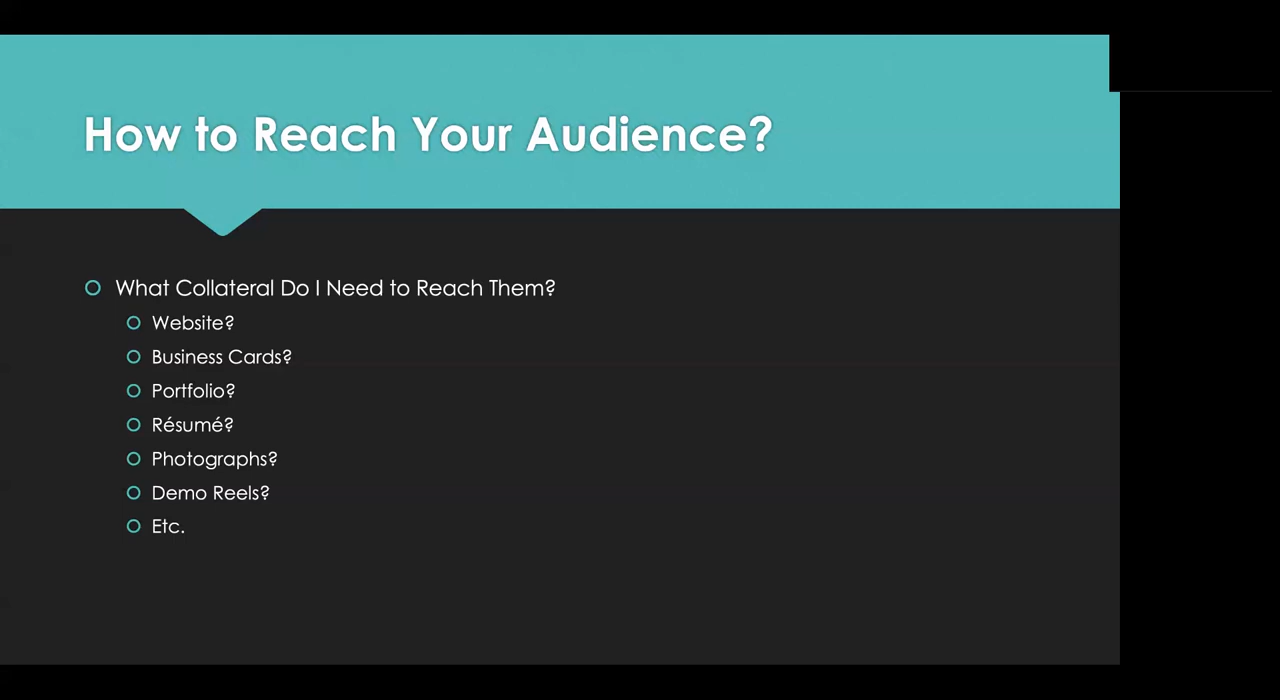 How to Reach Your Audience?
What Collateral Do I Need to Reach Them?
Website?
Business Cards?
Portfolio?
Résumé?
Photographs?
Demo Reels?
Etc.